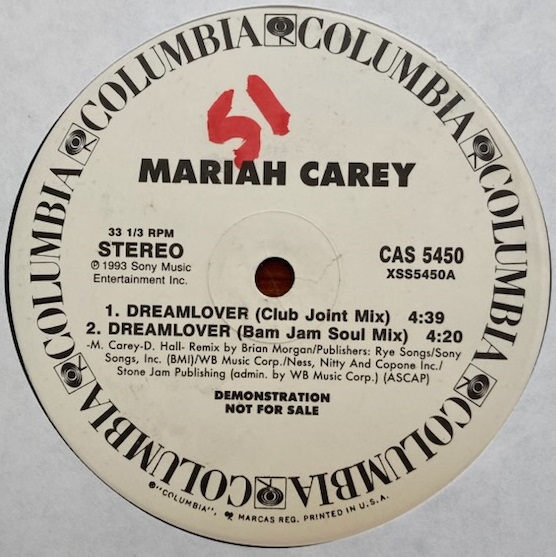 COLUMBIA COLUMBIA COLUMBIA COLUMBIA COLUMBIA COLUMBIA COLUMBIA COLUMBIA
51
MARIAH CAREY
33 1/3 RPM
STEREO
℗ 1993 Sony Music
Entertainment Inc.
CAS 5450
XSS5450A
1. DREAMLOVER (Club Joint Mix) 4:39
2. DREAMLOVER (Bam Jam Soul Mix) 4:20
-M. Carey-D. Hall- Remix by Brian Morgan/Publishers: Rye Songs/Sony
Songs, Inc. (BMI)/WB Music Corp./Ness, Nitty And Copone Inc./
Stone Jam Publishing (admin. by WB Music Corp.) (ASCAP)
DEMONSTRATION
NOT FOR SALE
® "COLUMBIA", MARCAS REG. PRINTED IN U.S.A.